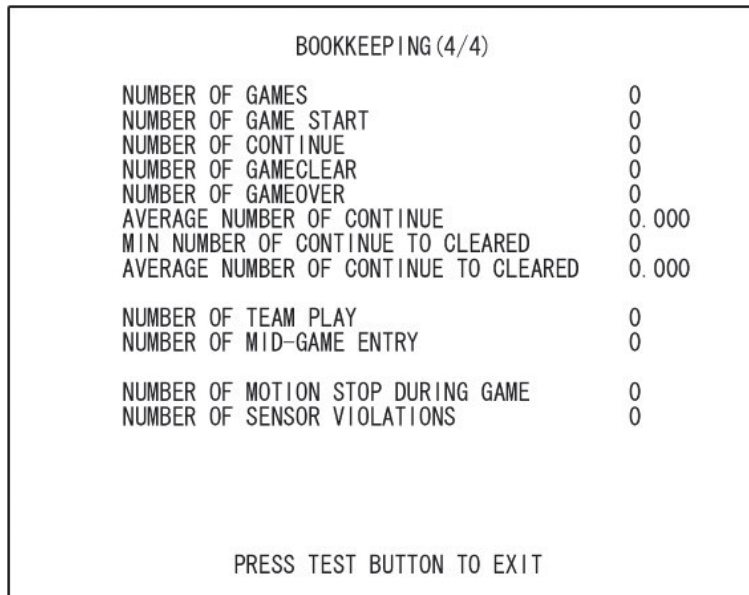 BOOKKEEPING(4/4)
NUMBER OF GAMES 0
NUMBER OF GAME START 0
NUMBER OF CONTINUE 0
NUMBER OF GAMECLEAR 0
NUMBER OF GAMEOVER 0
AVERAGE NUMBER OF CONTINUE 0.000
MIN NUMBER OF CONTINUE TO CLEARED 0
AVERAGE NUMBER OF CONTINUE TO CLEARED 0.000
NUMBER OF TEAM PLAY 0
NUMBER OF MID-GAME ENTRY 0
NUMBER OF MOTION STOP DURING GAME 0
NUMBER OF SENSOR VIOLATIONS 0
PRESS TEST BUTTON TO EXIT